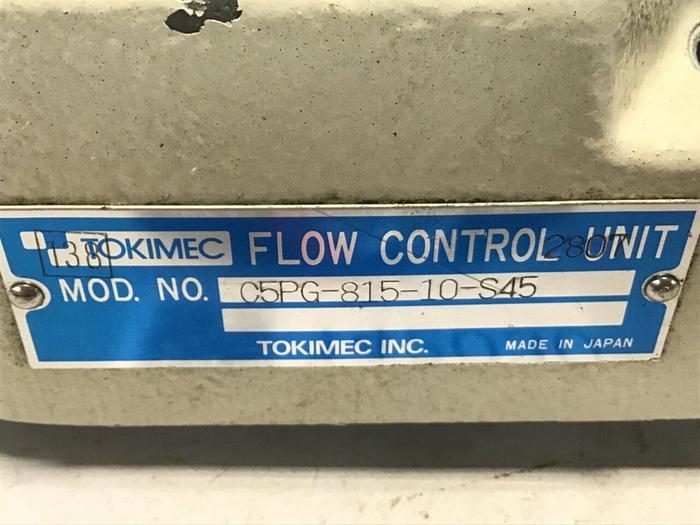 138 TOKIMEC FLOW CONTROL UNIT 2807
MOD. NO. C5PG-815-10-S45
TOKIMEC INC. MADE IN JAPAN